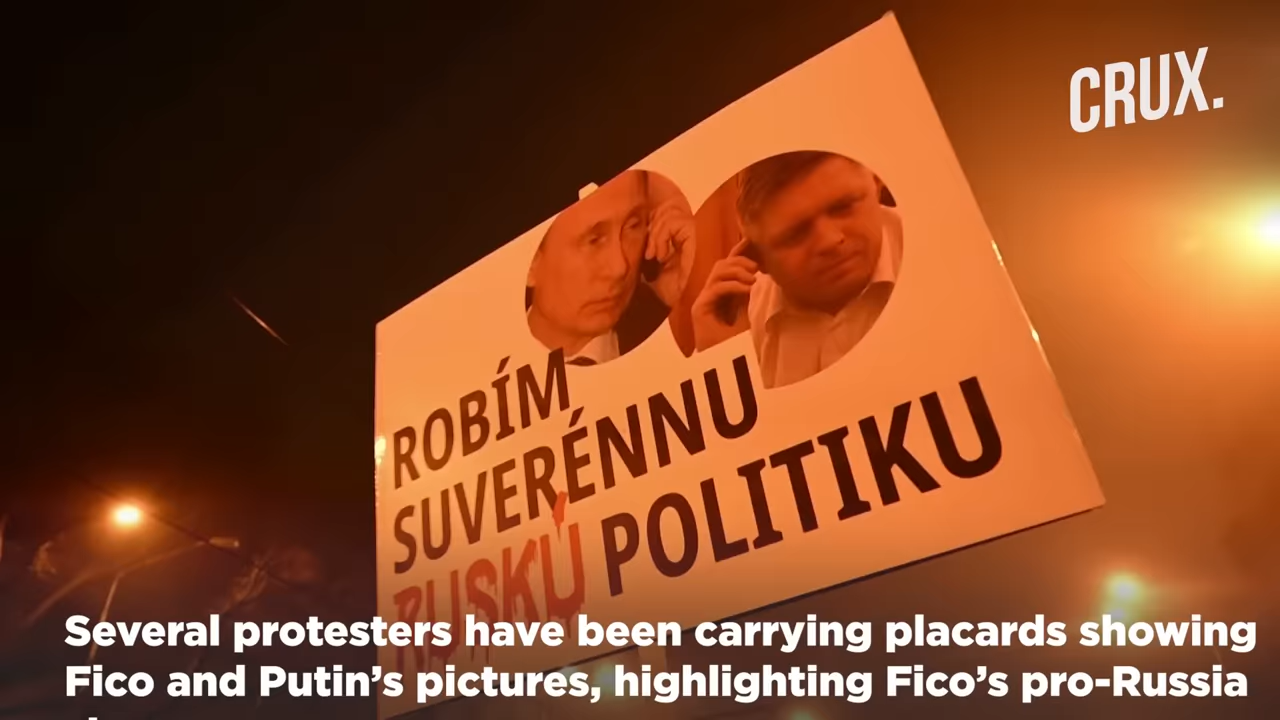 CRUX.
ROBÍM
SUVERÉNNU
RUSKÚ POLITIKU
Several protesters have been carrying placards showing
Fico and Putin's pictures, highlighting Fico's pro-Russia